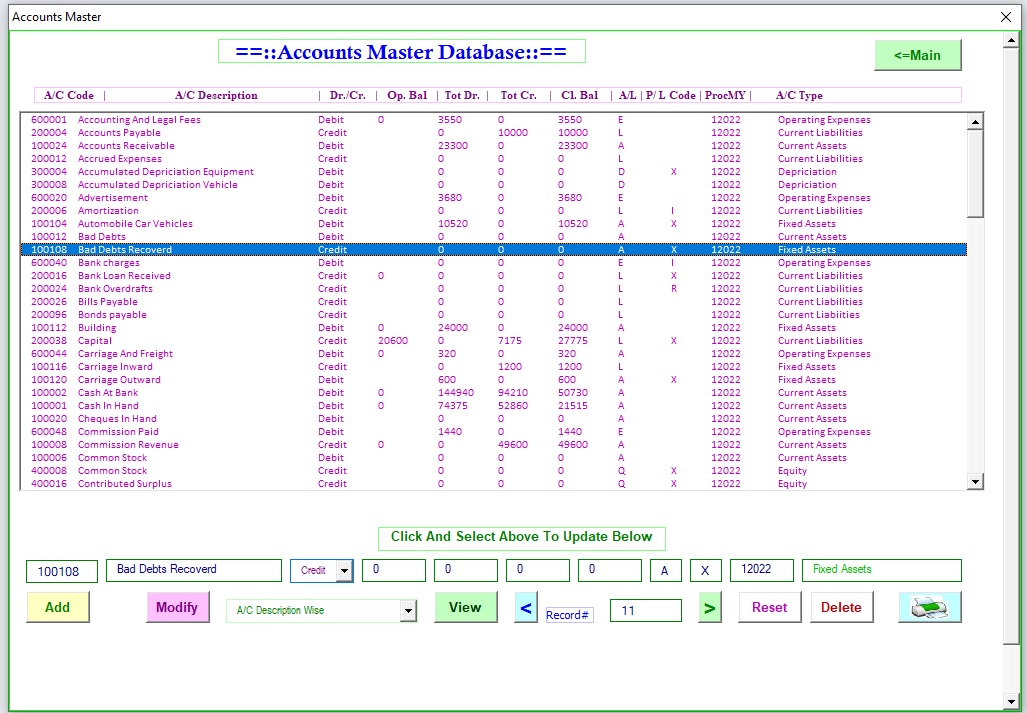 Accounts Master
==::Accounts Master Database::==
<=Main
A/C Code | A/C Description | Dr./Cr. | Op. Bal | Tot Dr. | Tot Cr. | Cl. Bal | A/L | P/ L Code | ProcMY | A/C Type
600001 Accounting And Legal Fees Debit 0 3550 0 3550 E 12022 Operating Expenses
200004 Accounts Payable Credit 0 10000 10000 L 12022 Current Liabilities
100024 Accounts Receivable Debit 23300 0 23300 A 12022 Current Assets
200012 Accrued Expenses Credit 0 0 0 L 12022 Current Liabilities
300004 Accumulated Depriciation Equipment Debit 0 0 0 D X 12022 Depriciation
300008 Accumulated Depriciation Vehicle Debit 0 0 0 D 12022 Depriciation
600020 Advertisement Debit 3680 0 3680 E 12022 Operating Expenses
200006 Amortization Credit 0 0 0 L I 12022 Current Liabilities
100104 Automobile Car Vehicles Debit 10520 0 10520 A X 12022 Fixed Assets
100012 Bad Debts Debit 0 0 0 A 12022 Current Assets
100108 Bad Debts Recoverd Credit 0 0 0 A X 12022 Fixed Assets
600040 Bank charges Debit 0 0 0 E I 12022 Operating Expenses
200016 Bank Loan Received Credit 0 0 0 0 L X 12022 Current Liabilities
200024 Bank Overdrafts Credit 0 0 0 L R 12022 Current Liabilities
200026 Bills Payable Credit 0 0 0 L 12022 Current Liabilities
200096 Bonds payable Credit 0 0 0 L 12022 Current Liabilities
100112 Building Debit 0 24000 0 24000 A 12022 Fixed Assets
200038 Capital Credit 20600 0 7175 27775 L X 12022 Current Liabilities
600044 Carriage And Freight Debit 0 320 0 320 A 12022 Operating Expenses
100116 Carriage Inward Credit 0 1200 1200 L 12022 Fixed Assets
100120 Carriage Outward Debit 600 0 600 A X 12022 Fixed Assets
100002 Cash At Bank Debit 0 144940 94210 50730 A 12022 Current Assets
100001 Cash In Hand Debit 0 74375 52860 21515 A 12022 Current Assets
100020 Cheques In Hand Debit 0 0 0 A 12022 Current Assets
600048 Commission Paid Debit 1440 0 1440 E 12022 Operating Expenses
100008 Commission Revenue Credit 0 0 49600 49600 A 12022 Current Assets
100006 Common Stock Debit 0 0 0 A 12022 Current Assets
400008 Common Stock Credit 0 0 0 Q X 12022 Equity
400016 Contributed Surplus Credit 0 0 0 Q X 12022 Equity
Click And Select Above To Update Below
100108 Bad Debts Recoverd Credit 0 0 0 0 A X 12022 Fixed Assets
Add Modify A/C Description Wise View < Record# 11 > Reset Delete